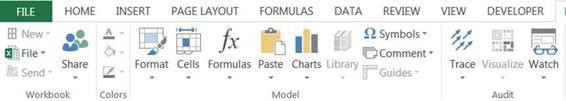 FILE HOME INSERT PAGE LAYOUT FORMULAS DATA REVIEW VIEW DEVELOPER
New
File
Send
Share
Workbook
A
Colors
Format
Cells
fx
Formulas
Paste
Charts
Library
Ω Symbols
Comment
Guides
Model
Trace
Visualize
Watch
Audit